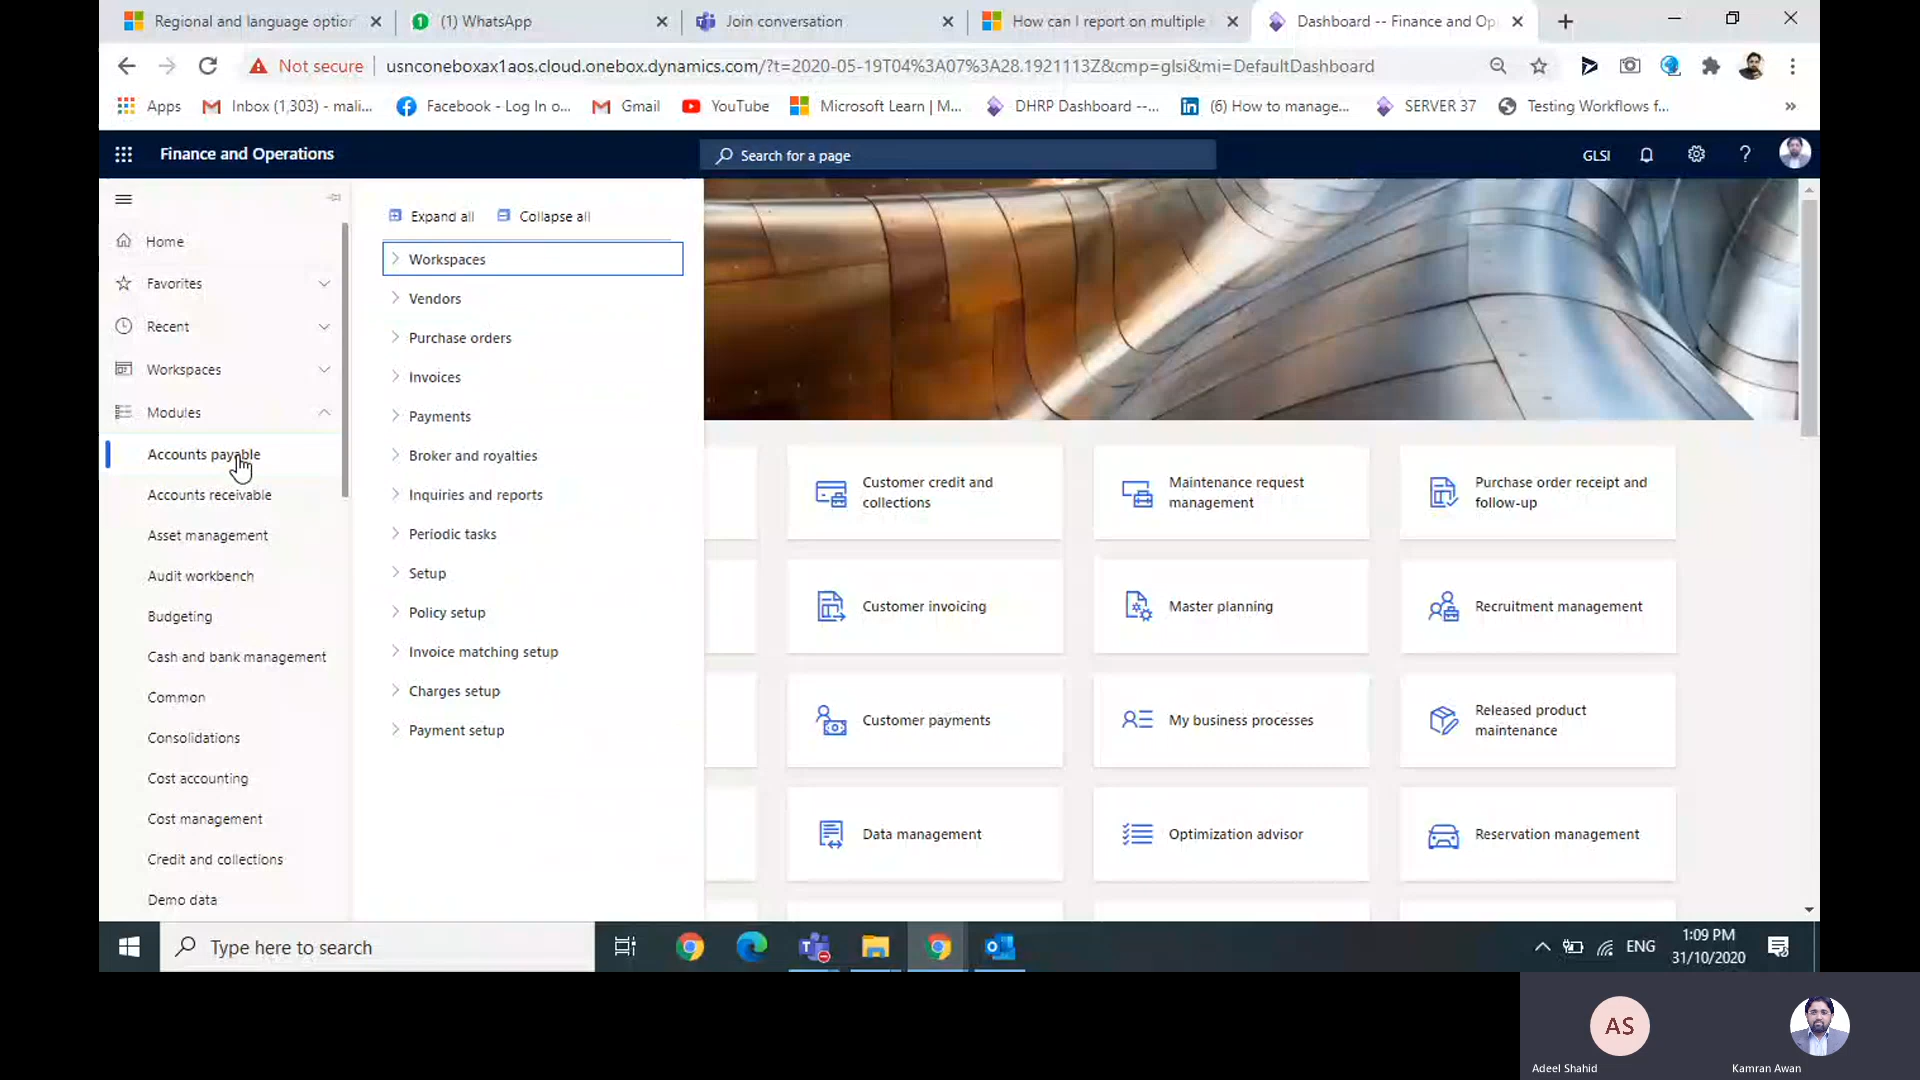 Regional and language option
(1) WhatsApp
Join conversation
How can I report on multiple
Dashboard -- Finance and Op
Not secure
usnconeboxax1aos.cloud.onebox.dynamics.com/?t=2020-05-19T04%3A07%3A28.1921113Z&cmp=glsi&mi=DefaultDashboard
Apps
Inbox (1,303) - mali...
Facebook - Log In o...
Gmail
YouTube
Microsoft Learn | M...
DHRP Dashboard --...
(6) How to manage...
SERVER 37
Testing Workflows f...
»
Finance and Operations
Search for a page
GLSI
?
Home
Favorites
Recent
Workspaces
Modules
Accounts payable
Accounts receivable
Asset management
Audit workbench
Budgeting
Cash and bank management
Common
Consolidations
Cost accounting
Cost management
Credit and collections
Demo data
Expand all
Collapse all
Workspaces
Vendors
Purchase orders
Invoices
Payments
Broker and royalties
Inquiries and reports
Periodic tasks
Setup
Policy setup
Invoice matching setup
Charges setup
Payment setup
Customer credit and
collections
Maintenance request
management
Purchase order receipt and
follow-up
Customer invoicing
Master planning
Recruitment management
Customer payments
My business processes
Released product
maintenance
Data management
Optimization advisor
Reservation management
Type here to search
ENG
1:09 PM
31/10/2020
AS
Adeel Shahid
Kamran Awan